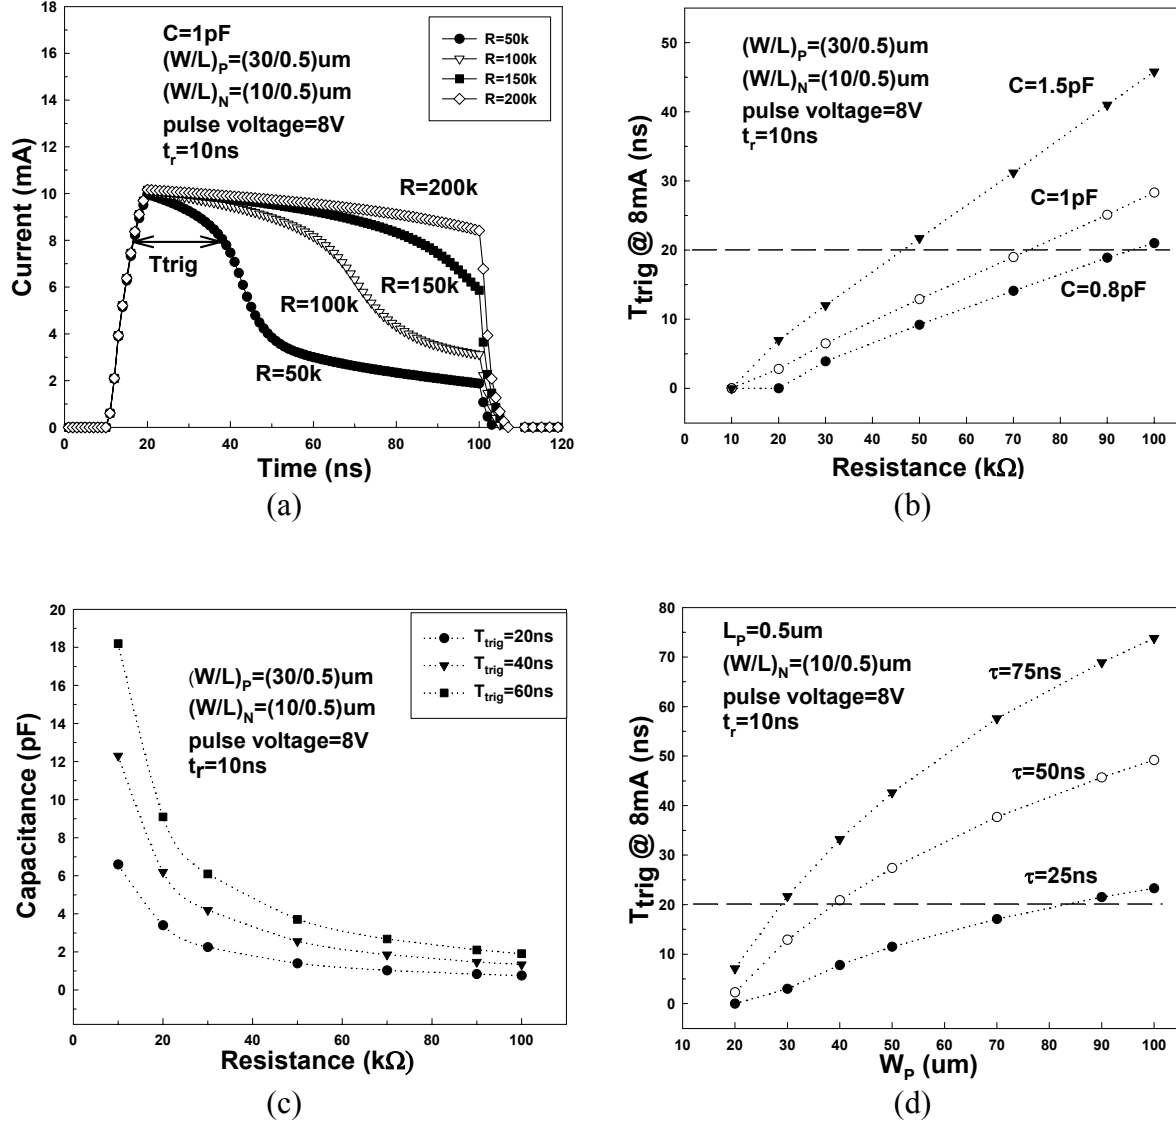 C=1pF
(W/L)P=(30/0.5)um
(W/L)N=(10/0.5)um
pulse voltage=8V
tr=10ns
R=50k
R=100k
R=150k
R=200k
R=200k
R=150k
R=100k
R=50k
Ttrig
Current (mA)
18
16
14
12
10
8
6
4
2
0
0 20 40 60 80 100 120
Time (ns)
(a)
(W/L)P=(30/0.5)um
(W/L)N=(10/0.5)um
pulse voltage=8V
tr=10ns
C=1.5pF
C=1pF
C=0.8pF
Ttrig @ 8mA (ns)
50
40
30
20
10
0
0 10 20 30 40 50 60 70 80 90 100
Resistance (kΩ)
(b)
Ttrig=20ns
Ttrig=40ns
Ttrig=60ns
(W/L)P=(30/0.5)um
(W/L)N=(10/0.5)um
pulse voltage=8V
tr=10ns
Capacitance (pF)
20
18
16
14
12
10
8
6
4
2
0
0 20 40 60 80 100
Resistance (kΩ)
(c)
LP=0.5um
(W/L)N=(10/0.5)um
pulse voltage=8V
tr=10ns
τ=75ns
τ=50ns
τ=25ns
Ttrig @ 8mA (ns)
80
70
60
50
40
30
20
10
0
10 20 30 40 50 60 70 80 90 100
WP (um)
(d)